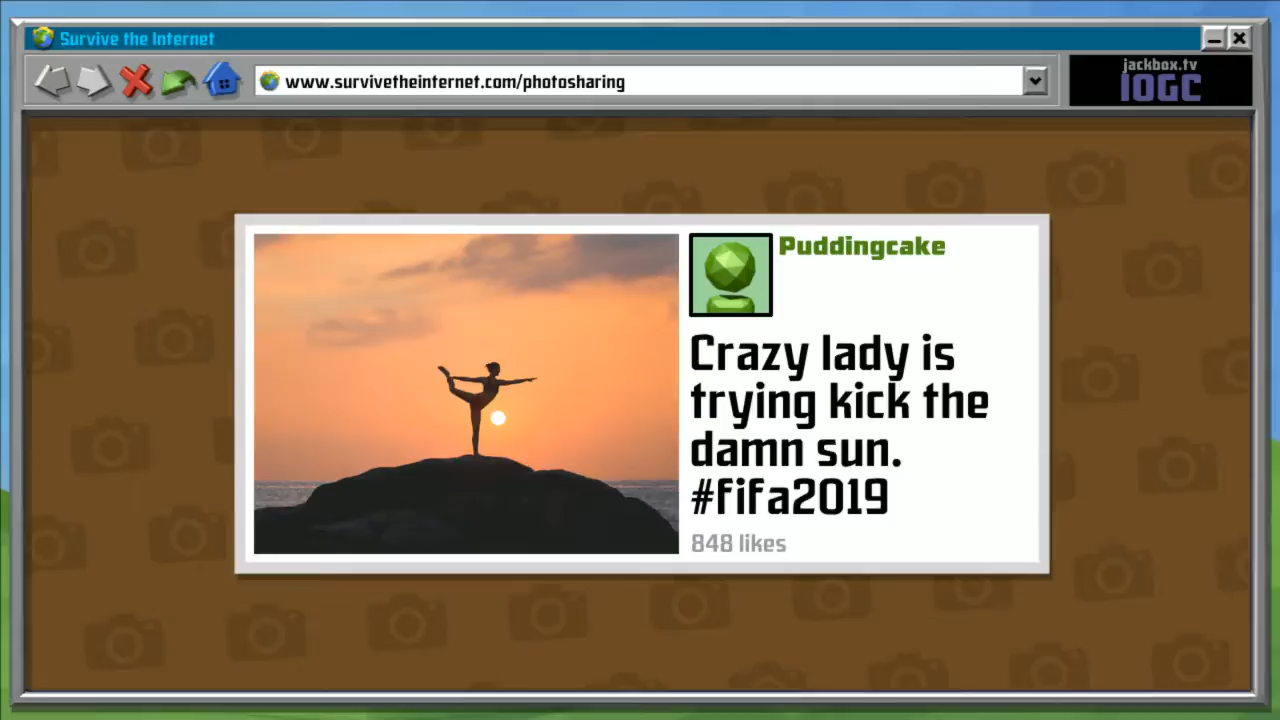 Survive the Internet
www.survivetheinternet.com/photosharing
jackbox.tv
IOGC
Puddingcake
Crazy lady is
trying kick the
damn sun.
#fifa2019
848 likes